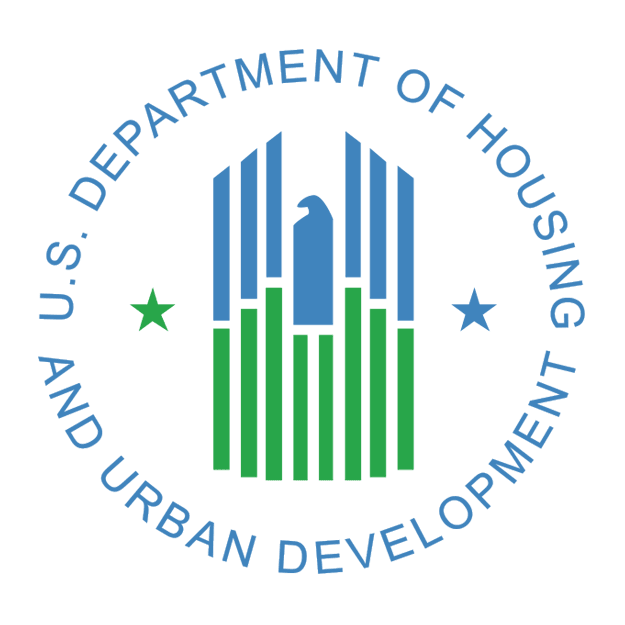 U.S. DEPARTMENT OF HOUSING
AND URBAN DEVELOPMENT